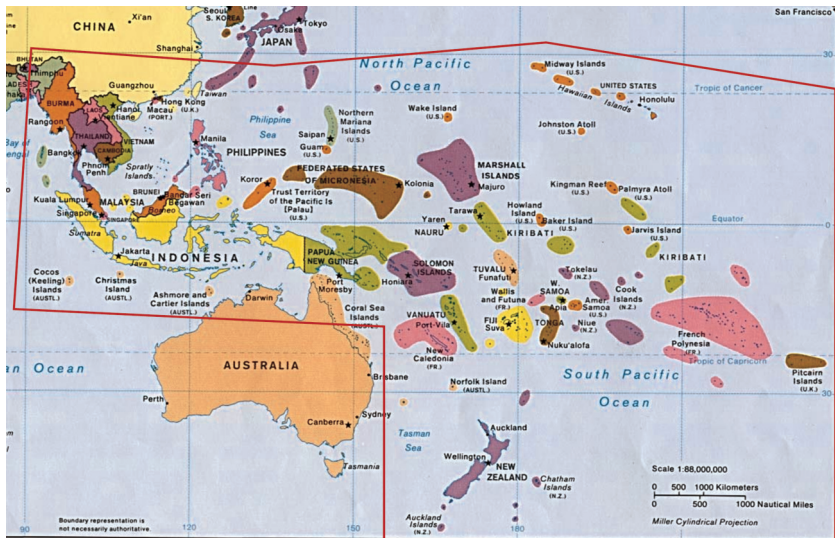 Seoul
S. KOREA
Tokyo
Osaka
JAPAN
San Francisco
Xi'an
CHINA
Shanghai
30
North Pacific
Ocean
Midway Islands
(U.S.)
BHUTAN
Thimphu
Tropic of Cancer
Taiwan
Hawaiian Islands
UNITED STATES
Honolulu
Guangzhou
Hong Kong
(U.K.)
Macau
(PORT.)
BURMA
Hanoi
LAOS
Vientiane
Rangoon
THAILAND
VIETNAM
Bangkok
CAMBODIA
Phnom
Penh
Bay of
Spratly
Islands
Manila
PHILIPPINES
Philippine
Sea
Northern
Mariana
Islands
(U.S.)
Saipan
Guam
(U.S.)
Wake Island
(U.S.)
Johnston Atoll
(U.S.)
MARSHALL
ISLANDS
Majuro
FEDERATED STATES
OF MICRONESIA
Kolonia
Koror
Trust Territory
of the Pacific Is
[Palau]
(U.S.)
Kingman Reef
(U.S.)
Palmyra Atoll
(U.S.)
Howland
Island
(U.S.)
Baker Island
(U.S.)
Equator
0
Jarvis Island
(U.S.)
Tarawa
KIRIBATI
KIRIBATI
Yaren
NAURU
Kuala Lumpur
MALAYSIA
BRUNEI
Bandar Seri
Begawan
Singapore
SINGAPORE
Borneo
Sumatra
Jakarta
Java
INDONESIA
PAPUA
NEW GUINEA
Port
Moresby
SOLOMON
ISLANDS
Honiara
TUVALU
Funafuti
Tokelau
(N.Z.)
Cocos
(Keeling)
Islands
(AUSTL.)
Christmas
Island
(AUSTL.)
Ashmore and
Cartier Islands
(AUSTL.)
Darwin
Coral Sea
Islands
(AUSTL.)
Wallis
and Futuna
(FR.)
W.
SAMOA
Apia
Amer.
Samoa
(U.S.)
Cook
Islands
(N.Z.)
VANUATU
Port-Vila
FIJI
Suva
TONGA
Nuku'alofa
Niue
(N.Z.)
New
Caledonia
(FR.)
French
Polynesia
(FR.)
Tropic of Capricorn
Pitcairn
Islands
(U.K.)
AUSTRALIA
an Ocean
Brisbane
Norfolk Island
(AUSTL.)
South Pacific
Ocean
30
Perth
Sydney
Canberra
Tasman
Sea
Auckland
Wellington
NEW
ZEALAND
Tasmania
Chatham
Islands
(N.Z.)
Auckland
Islands
(N.Z.)
Scale 1:88,000,000
0 500 1000 Kilometers
0 500 1000 Nautical Miles
Miller Cylindrical Projection
Boundary representation is
not necessarily authoritative.
90
120
150
180